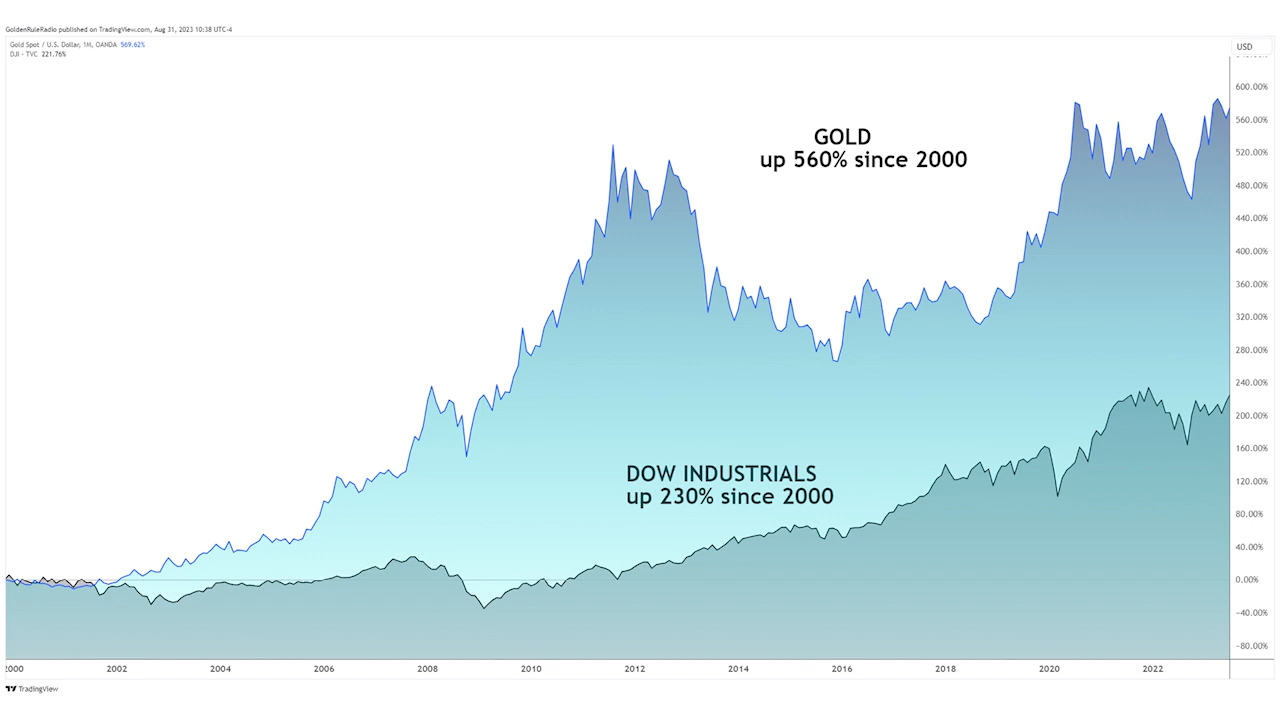 GoldenRuleRadio published on TradingView.com, Aug 31, 2023 10:38 UTC-4
Gold Spot / U.S. Dollar, 1M, OANDA 569.62%
DJI · TVC 221.76%
USD
600.00%
560.00%
520.00%
480.00%
440.00%
400.00%
360.00%
320.00%
280.00%
240.00%
200.00%
160.00%
120.00%
80.00%
40.00%
0.00%
−40.00%
−80.00%
GOLD
up 560% since 2000
DOW INDUSTRIALS
up 230% since 2000
2000 2002 2004 2006 2008 2010 2012 2014 2016 2018 2020 2022
TradingView